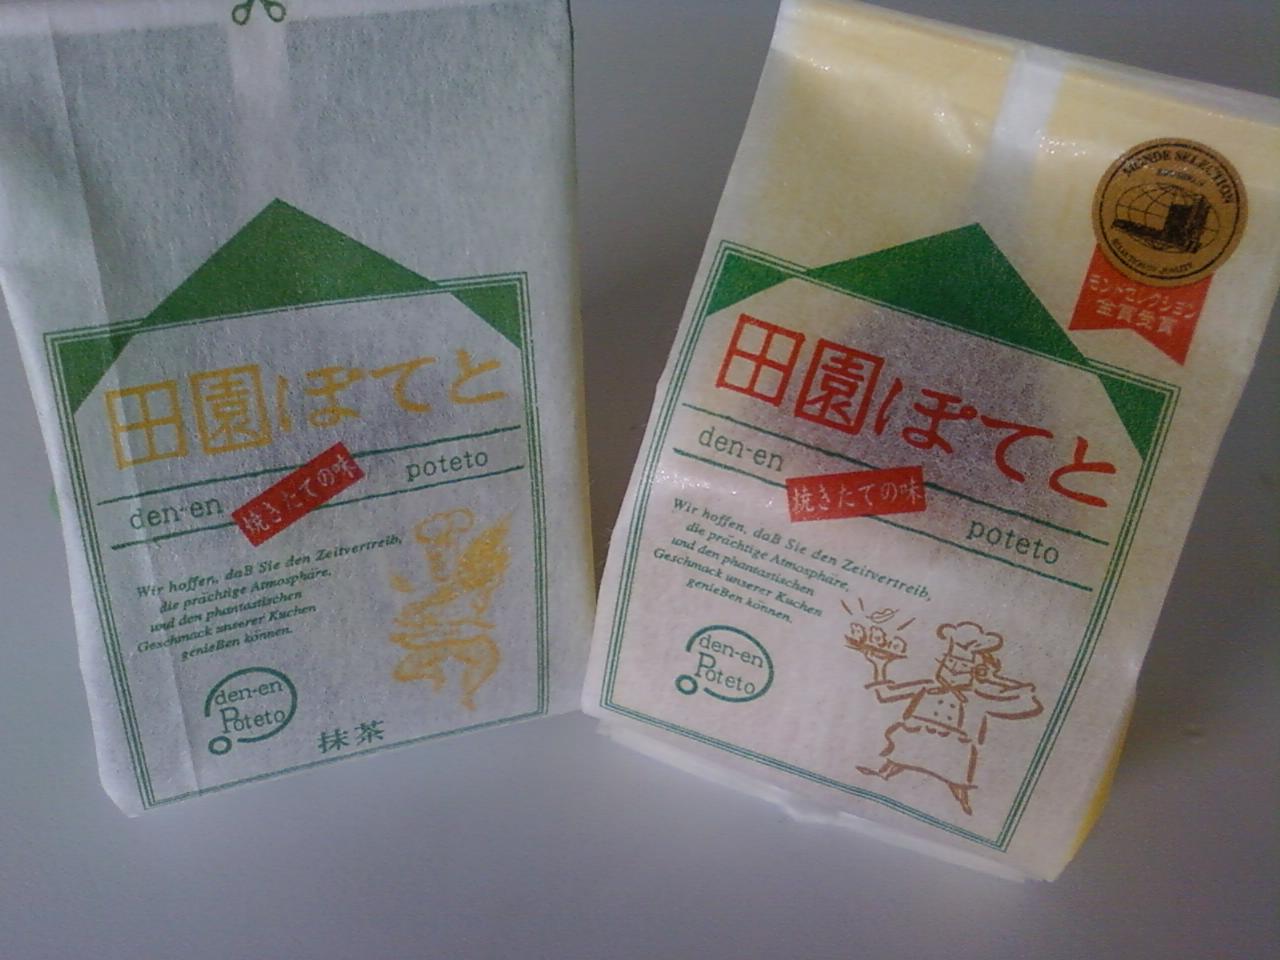 田園ぽてと
den-en
焼きたての味
poteto
Wir hoffen, daB Sie den Zeitvertreib,
die prächtige Atmosphäre,
und den phantastischen
Geschmack unserer Kuchen
genieBen können.
den-en
Poteto
抹茶
MONDE SELECTION
モンドセレクション
金賞受賞
田園ぽてと
den-en
焼きたての味
poteto
Wir hoffen, daB Sie den Zeitvertreib,
die prächtige Atmosphäre,
und den phantastischen
Geschmack unserer Kuchen
genieBen können.
den-en
Poteto